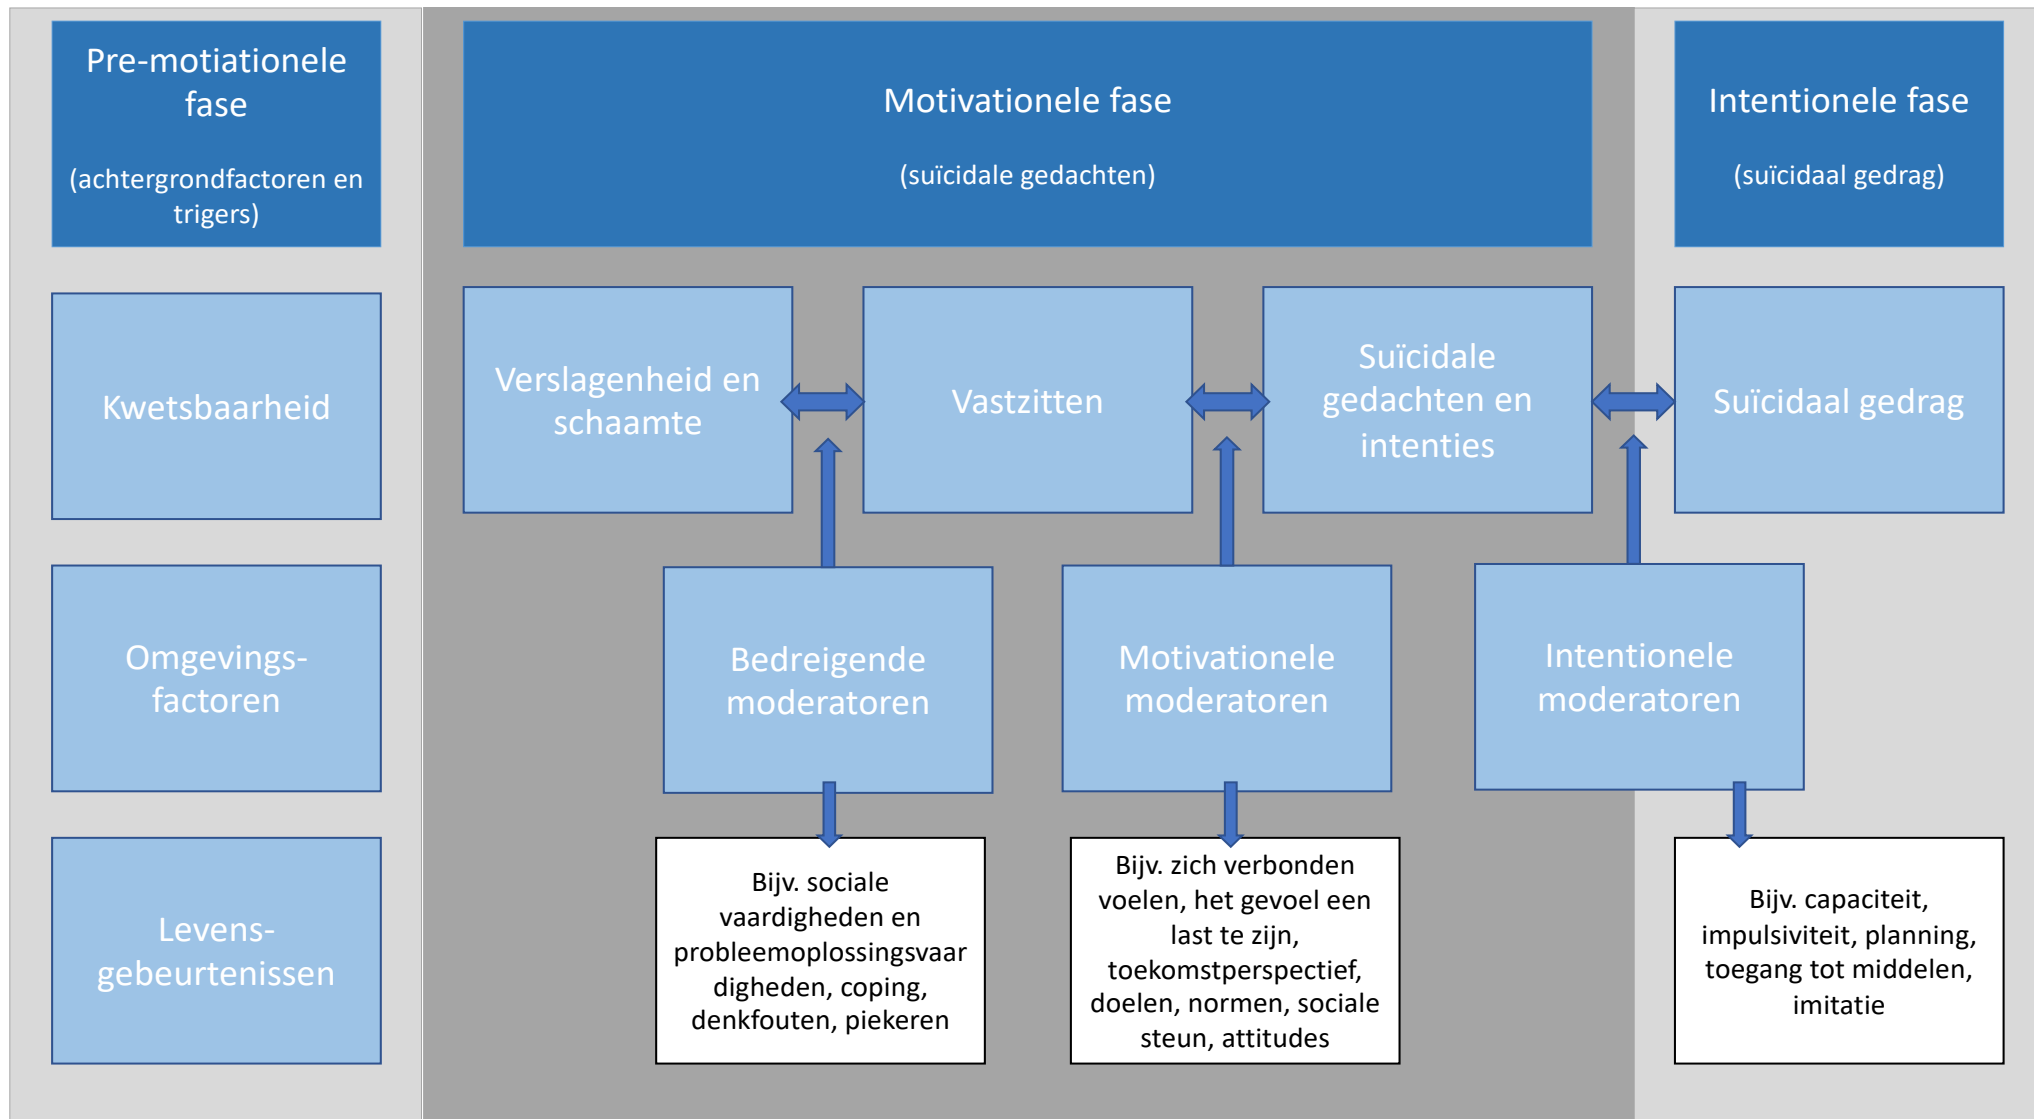 Pre-motiationele
fase
(achtergrondfactoren en
trigers)
Motivationele fase
(suïcidale gedachten)
Intentionele fase
(suïcidaal gedrag)
Kwetsbaarheid
Verslagenheid en
schaamte
Vastzitten
Suïcidale
gedachten en
intenties
Suïcidaal gedrag
Omgevings-
factoren
Bedreigende
moderatoren
Motivationele
moderatoren
Intentionele
moderatoren
Levens-
gebeurtenissen
Bijv. sociale
vaardigheden en
probleemoplossingsvaar
digheden, coping,
denkfouten, piekeren
Bijv. zich verbonden
voelen, het gevoel een
last te zijn,
toekomstperspectief,
doelen, normen, sociale
steun, attitudes
Bijv. capaciteit,
impulsiviteit, planning,
toegang tot middelen,
imitatie